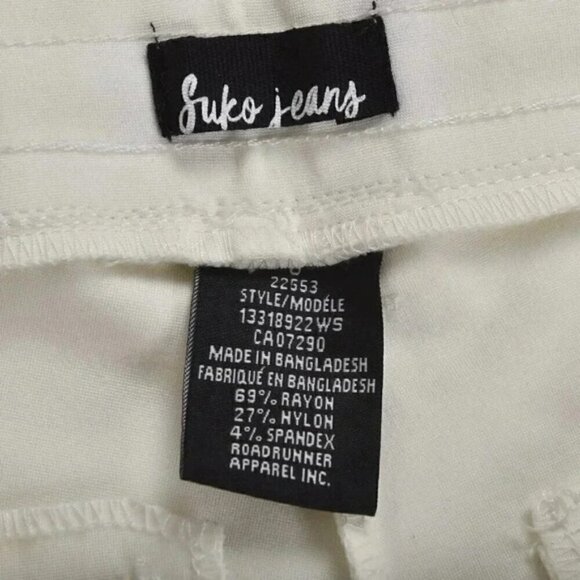 Suko jeans
22553
STYLE/MODÈLE
13318922WS
CA07290
MADE IN BANGLADESH
FABRIQUÉ EN BANGLADESH
69% RAYON
27% NYLON
4% SPANDEX
ROADRUNNER
APPAREL INC.